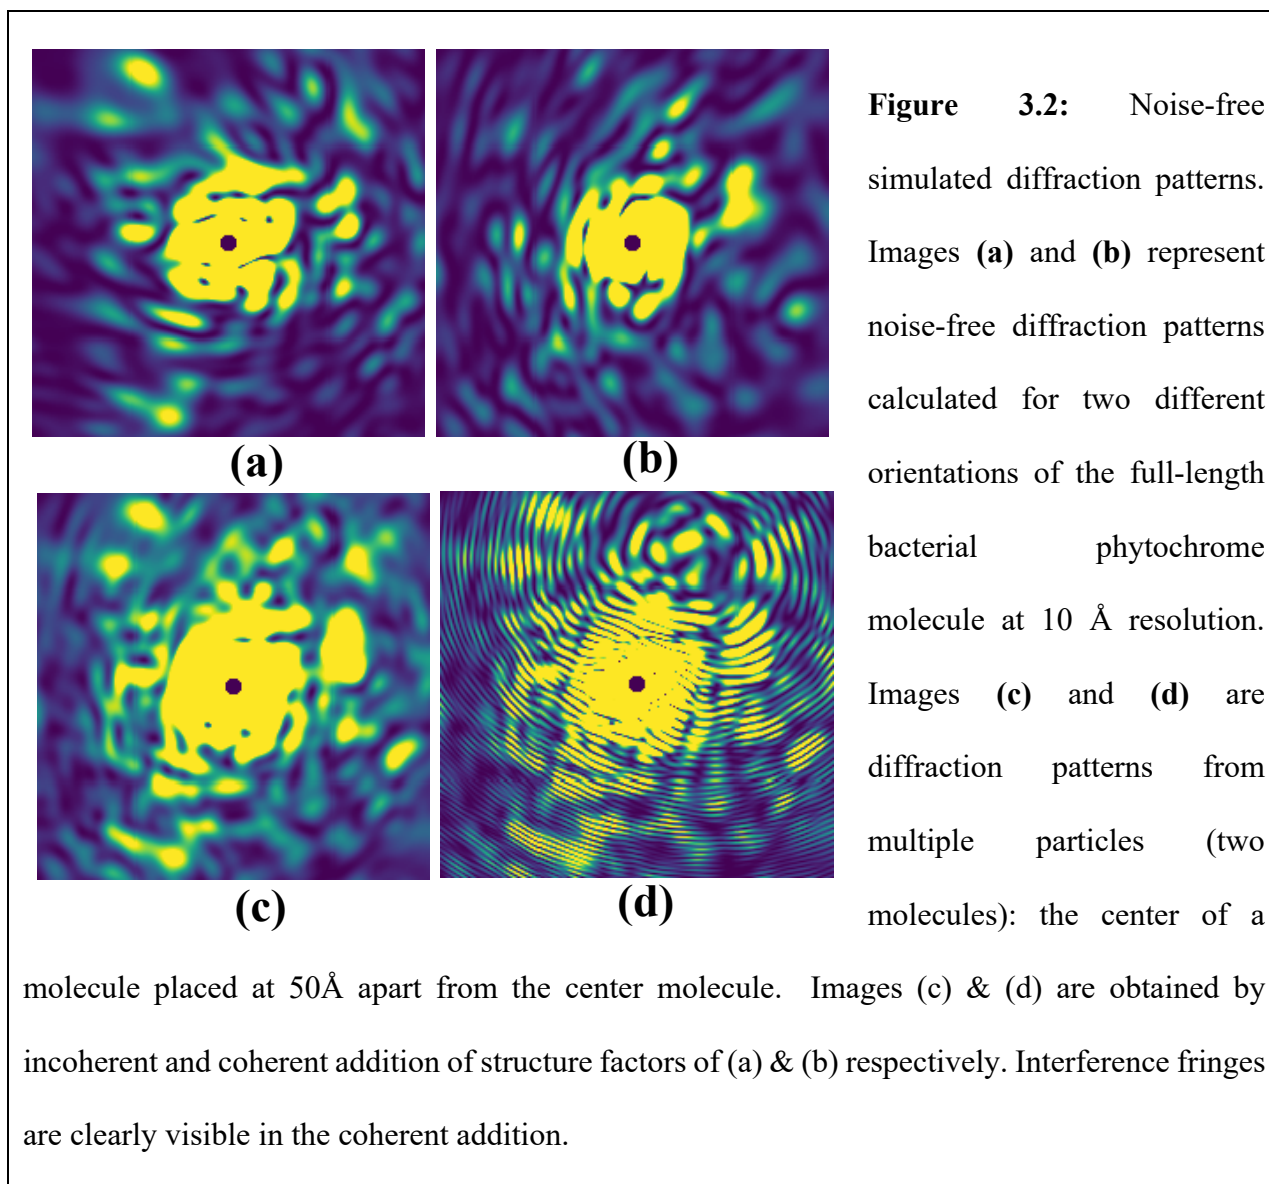 (a)
(b)
(c)
(d)
Figure 3.2: Noise-free
simulated diffraction patterns.
Images (a) and (b) represent
noise-free diffraction patterns
calculated for two different
orientations of the full-length
bacterial phytochrome
molecule at 10 Å resolution.
Images (c) and (d) are
diffraction patterns from
multiple particles (two
molecules): the center of a
molecule placed at 50Å apart from the center molecule. Images (c) & (d) are obtained by
incoherent and coherent addition of structure factors of (a) & (b) respectively. Interference fringes
are clearly visible in the coherent addition.